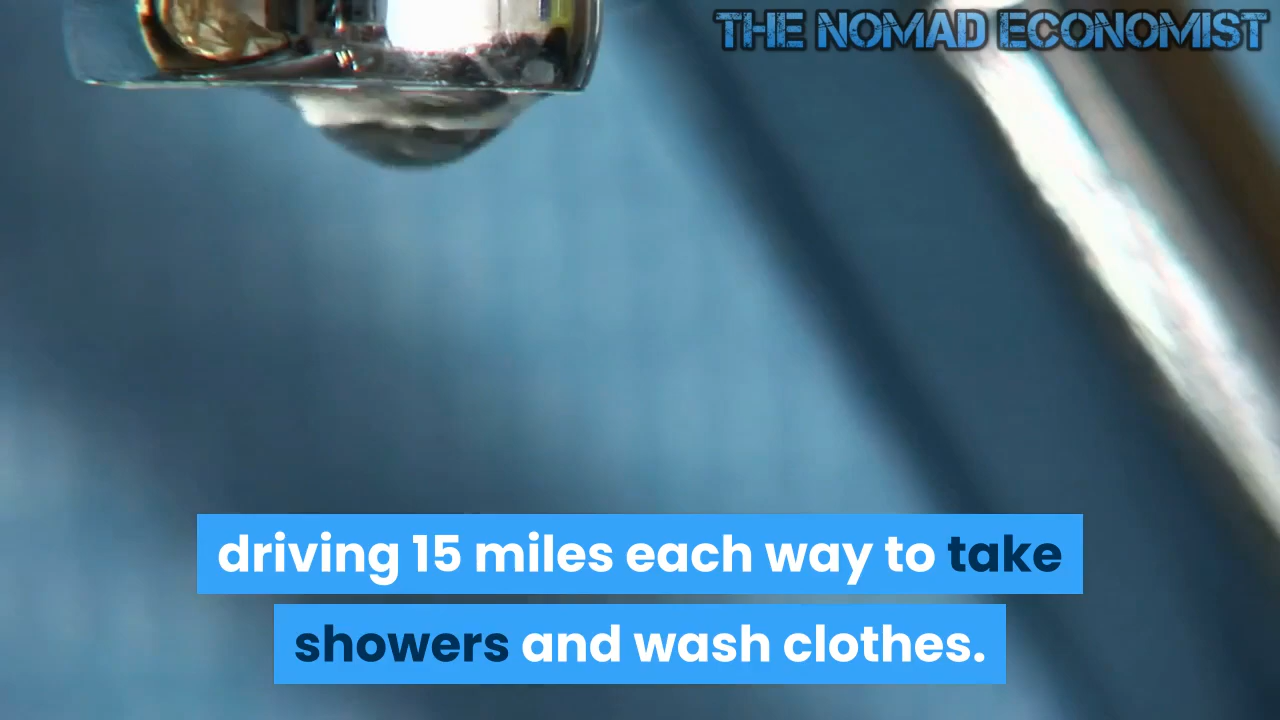 THE NOMAD ECONOMIST
driving 15 miles each way to take
showers and wash clothes.